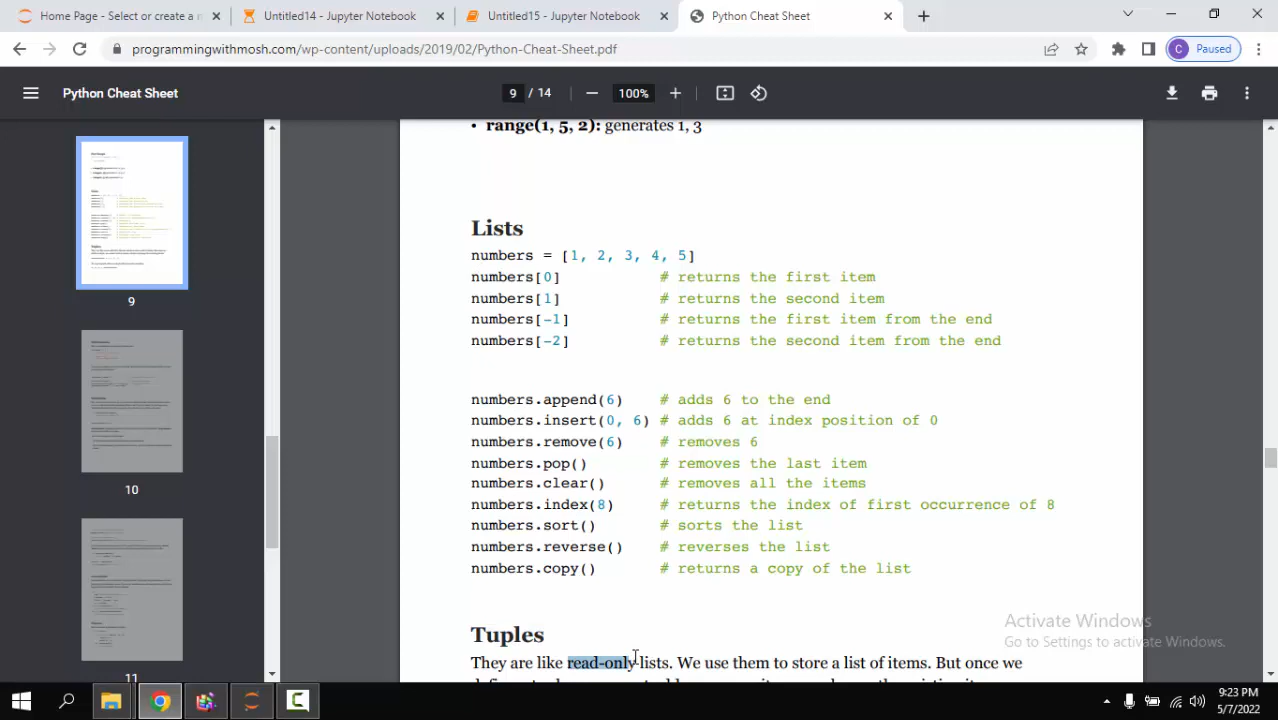 Home Page - Select or create a n
Untitled14 - Jupyter Notebook
Untitled15 - Jupyter Notebook
Python Cheat Sheet
programmingwithmosh.com/wp-content/uploads/2019/02/Python-Cheat-Sheet.pdf
C Paused
Python Cheat Sheet
9 / 14
100%
• range(1, 5, 2): generates 1, 3
Lists
numbers = [1, 2, 3, 4, 5]
numbers[0] # returns the first item
numbers[1] # returns the second item
numbers[-1] # returns the first item from the end
numbers[-2] # returns the second item from the end
numbers.append(6) # adds 6 to the end
numbers.insert(0, 6) # adds 6 at index position of 0
numbers.remove(6) # removes 6
numbers.pop() # removes the last item
numbers.clear() # removes all the items
numbers.index(8) # returns the index of first occurrence of 8
numbers.sort() # sorts the list
numbers.reverse() # reverses the list
numbers.copy() # returns a copy of the list
Tuples
They are like read-only lists. We use them to store a list of items. But once we
9
10
11
Activate Windows
Go to Settings to activate Windows.
9:23 PM
5/7/2022